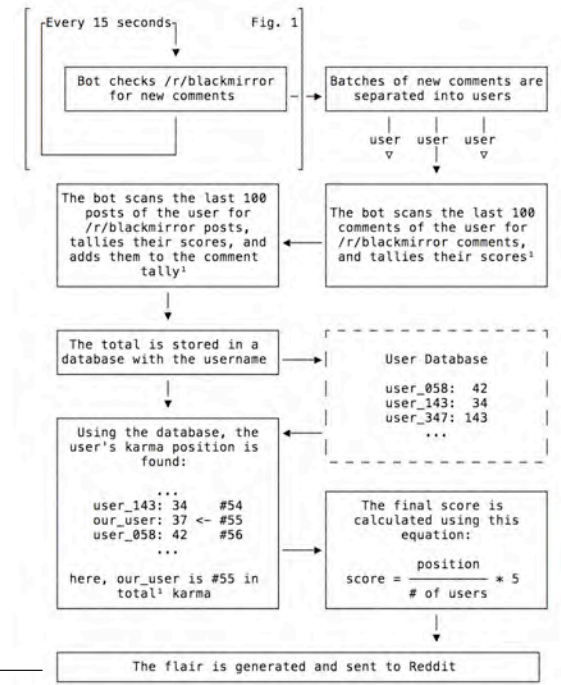 Every 15 seconds
Fig. 1
Bot checks /r/blackmirror
for new comments
Batches of new comments are
separated into users
user user user
The bot scans the last 100
comments of the user for
/r/blackmirror comments,
and tallies their scores¹
The bot scans the last 100
posts of the user for
/r/blackmirror posts,
tallies their scores, and
adds them to the comment
tally¹
The total is stored in a
database with the username
User Database
user_058: 42
user_143: 34
user_347: 143
...
Using the database, the
user's karma position is
found:
...
user_143: 34 #54
our_user: 37 <- #55
user_058: 42 #56
...
here, our_user is #55 in
total¹ karma
The final score is
calculated using this
equation:
position
score = ――――― * 5
# of users
The flair is generated and sent to Reddit